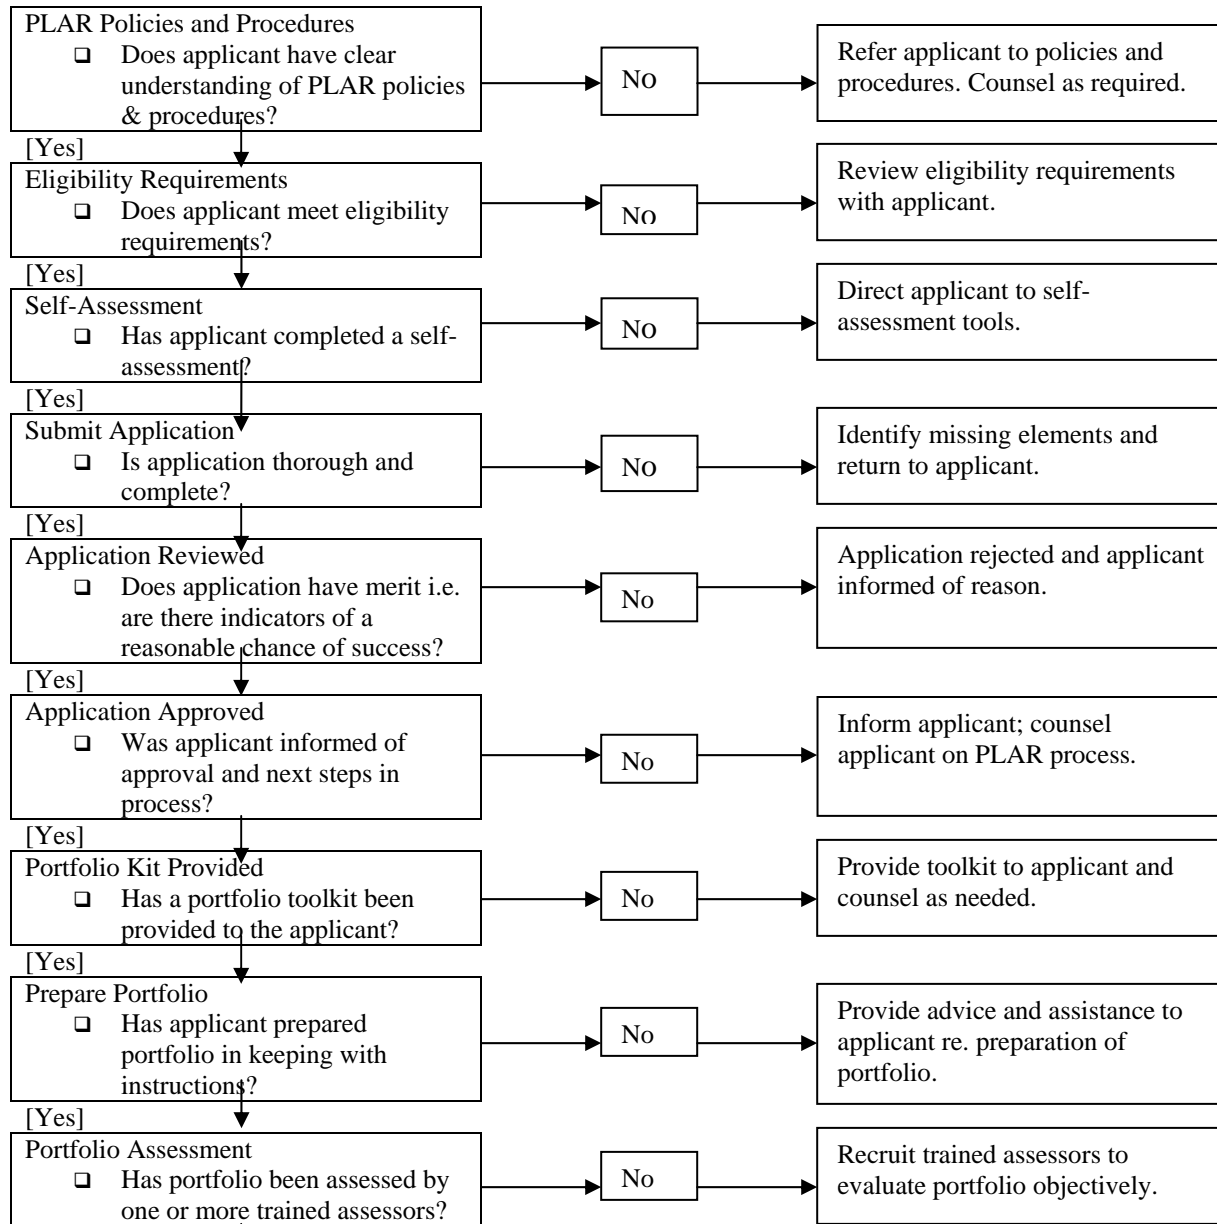 PLAR Policies and Procedures
❑ Does applicant have clear
understanding of PLAR policies
& procedures?
No
Refer applicant to policies and
procedures. Counsel as required.
[Yes]
Eligibility Requirements
❑ Does applicant meet eligibility
requirements?
No
Review eligibility requirements
with applicant.
[Yes]
Self-Assessment
❑ Has applicant completed a self-
assessment?
No
Direct applicant to self-
assessment tools.
[Yes]
Submit Application
❑ Is application thorough and
complete?
No
Identify missing elements and
return to applicant.
[Yes]
Application Reviewed
❑ Does application have merit i.e.
are there indicators of a
reasonable chance of success?
No
Application rejected and applicant
informed of reason.
[Yes]
Application Approved
❑ Was applicant informed of
approval and next steps in
process?
No
Inform applicant; counsel
applicant on PLAR process.
[Yes]
Portfolio Kit Provided
❑ Has a portfolio toolkit been
provided to the applicant?
No
Provide toolkit to applicant and
counsel as needed.
[Yes]
Prepare Portfolio
❑ Has applicant prepared
portfolio in keeping with
instructions?
No
Provide advice and assistance to
applicant re. preparation of
portfolio.
[Yes]
Portfolio Assessment
❑ Has portfolio been assessed by
one or more trained assessors?
No
Recruit trained assessors to
evaluate portfolio objectively.